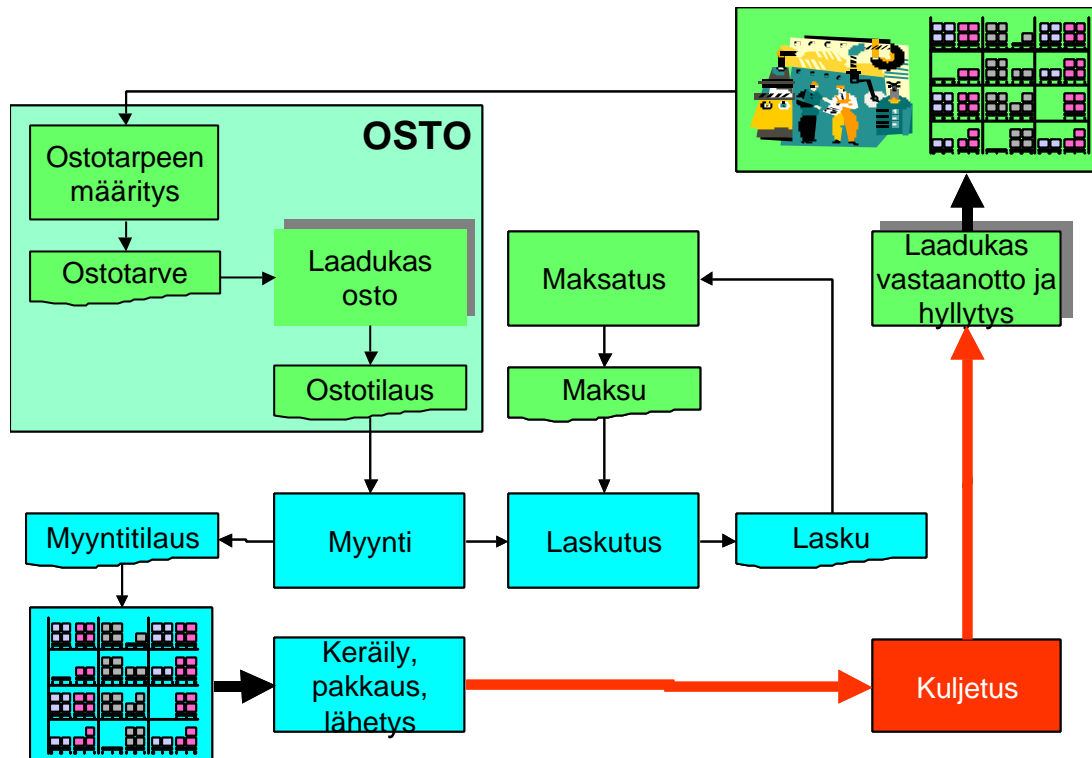 OSTO
Ostotarpeen
määritys
Ostotarve
Laadukas
osto
Ostotilaus
Maksatus
Maksu
Laadukas
vastaanotto ja
hyllytys
Myyntitilaus
Myynti
Laskutus
Lasku
Keräily,
pakkaus,
lähetys
Kuljetus